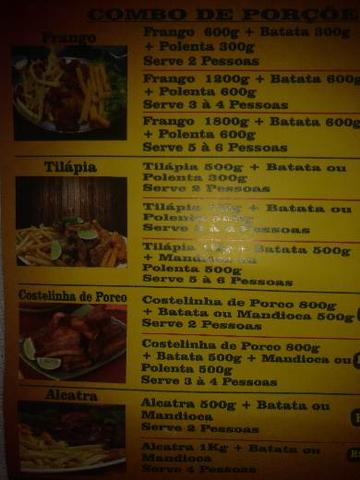 COMBO DE PORÇÕE
Frango
Frango 600g + Batata 300g
+ Polenta 300g
Serve 2 Pessoas
Frango 1200g + Batata 600g
+ Polenta 600g
Serve 3 à 4 Pessoas
Frango 1800g + Batata 600g
+ Polenta 600g
Serve 5 à 6 Pessoas
Tilápia
Tilápia 500g + Batata ou
Polenta 300g
Serve 2 Pessoas
Tilápia + Batata ou
Polenta
Serve 3 à 4 Pessoas
Tilápia + Batata 500g
+ Mandioca ou
Polenta 500g
Serve 5 à 6 Pessoas
Costelinha de Porco
Costelinha de Porco 800g
+ Batata ou Mandioca 500g
Serve 2 Pessoas
Costelinha de Porco 800g
+ Batata 500g + Mandioca ou
Polenta 500g
Serve 3 à 4 Pessoas
Alcatra
Alcatra 500g + Batata ou
Mandioca
Serve 2 Pessoas
Alcatra 1Kg + Batata ou
Mandioca
Serve 4 Pessoas